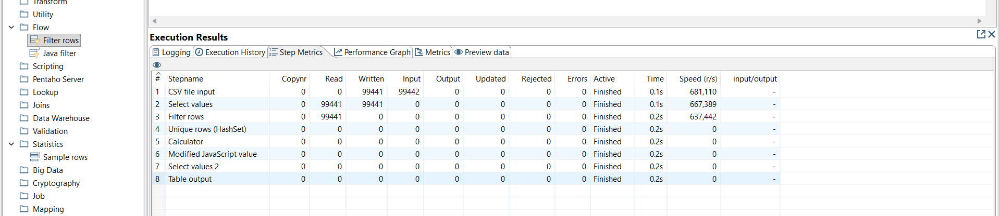 Transform
Utility
Flow
Filter rows
Java filter
Scripting
Pentaho Server
Lookup
Joins
Data Warehouse
Validation
Statistics
Sample rows
Big Data
Cryptography
Job
Mapping
Execution Results
Logging Execution History Step Metrics Performance Graph Metrics Preview data
# Stepname Copynr Read Written Input Output Updated Rejected Errors Active Time Speed (r/s) input/output
1 CSV file input 0 0 99441 99442 0 0 0 0 Finished 0.1s 681,110 -
2 Select values 0 99441 99441 0 0 0 0 0 Finished 0.1s 667,389 -
3 Filter rows 0 99441 0 0 0 0 0 0 Finished 0.2s 637,442 -
4 Unique rows (HashSet) 0 0 0 0 0 0 0 0 Finished 0.2s 0 -
5 Calculator 0 0 0 0 0 0 0 0 Finished 0.2s 0 -
6 Modified JavaScript value 0 0 0 0 0 0 0 0 Finished 0.2s 0 -
7 Select values 2 0 0 0 0 0 0 0 0 Finished 0.2s 0 -
8 Table output 0 0 0 0 0 0 0 0 Finished 0.2s 0 -